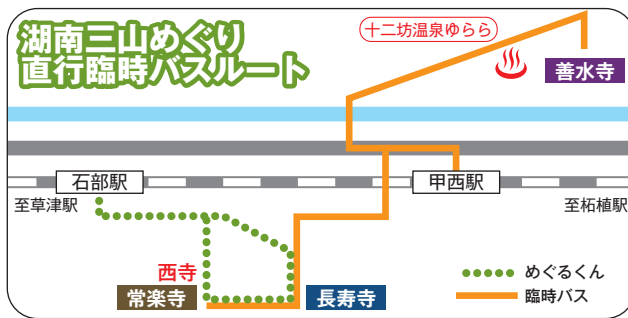 湖南三山めぐり
直行臨時バスルート
十二坊温泉ゆらら
善水寺
石部駅
甲西駅
至草津駅
至柘植駅
西寺
常楽寺
長寿寺
めぐるくん
臨時バス